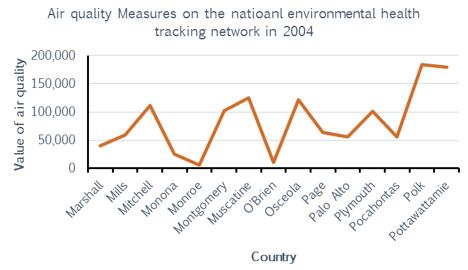 Air quality Measures on the natioanl environmental health
tracking network in 2004
Value of air quality
200,000
150,000
100,000
50,000
0
Marshall
Mills
Mitchell
Monona
Monroe
Montgomery
Muscatine
O'Brien
Osceola
Page
Palo Alto
Plymouth
Pocahontas
Polk
Pottawattamie
Country